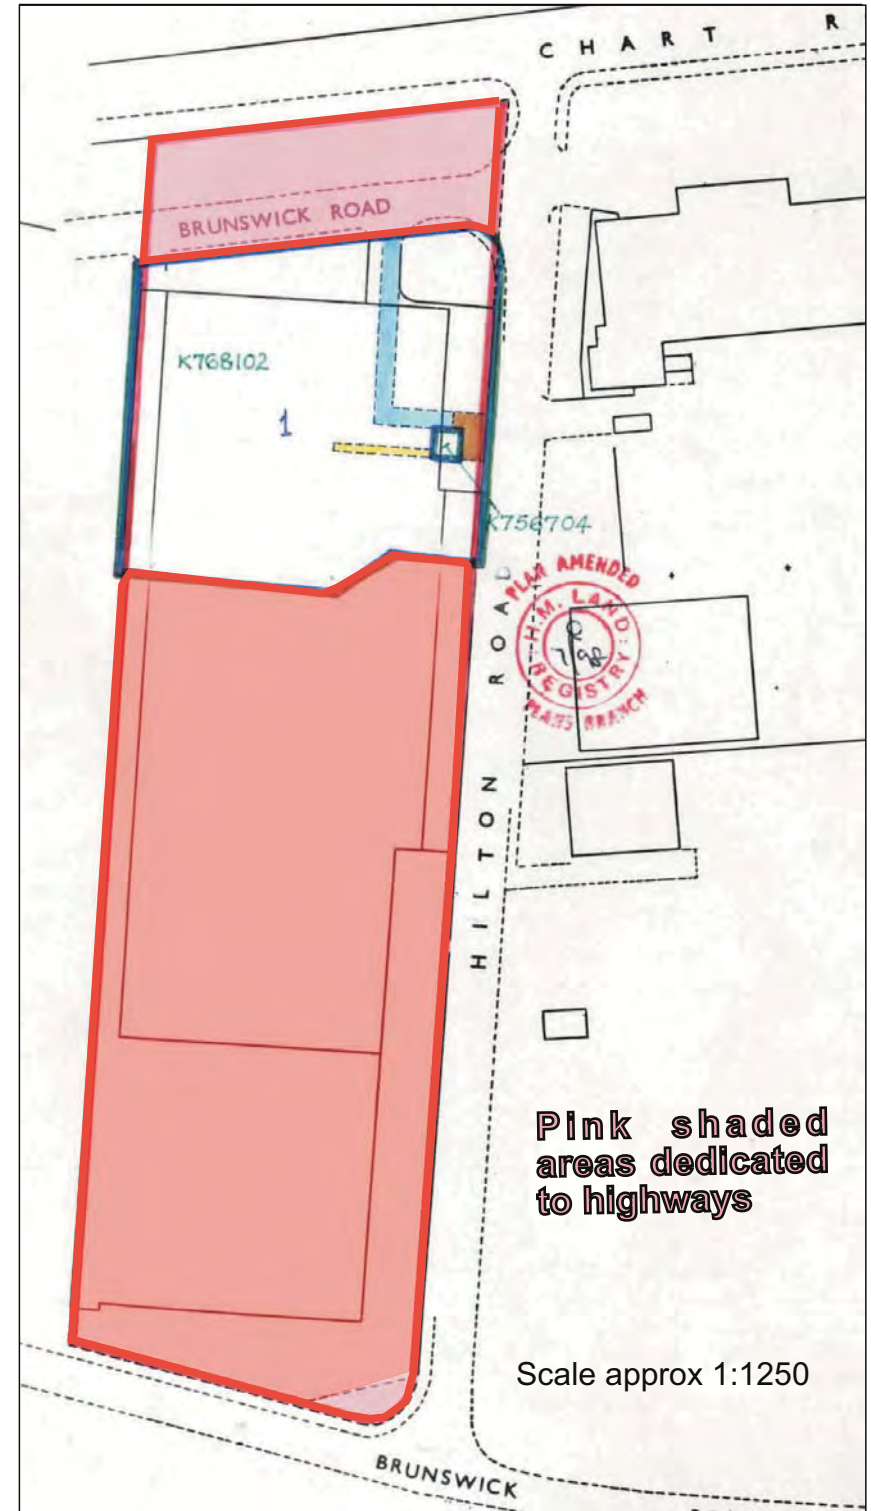 CHART R
BRUNSWICK ROAD
K768102
1
K
K756704
PLAN AMENDED
H.M. LAND
REGISTRY
PLANS BRANCH
HILTON ROAD
Pink shaded
areas dedicated
to highways
Scale approx 1:1250
BRUNSWICK